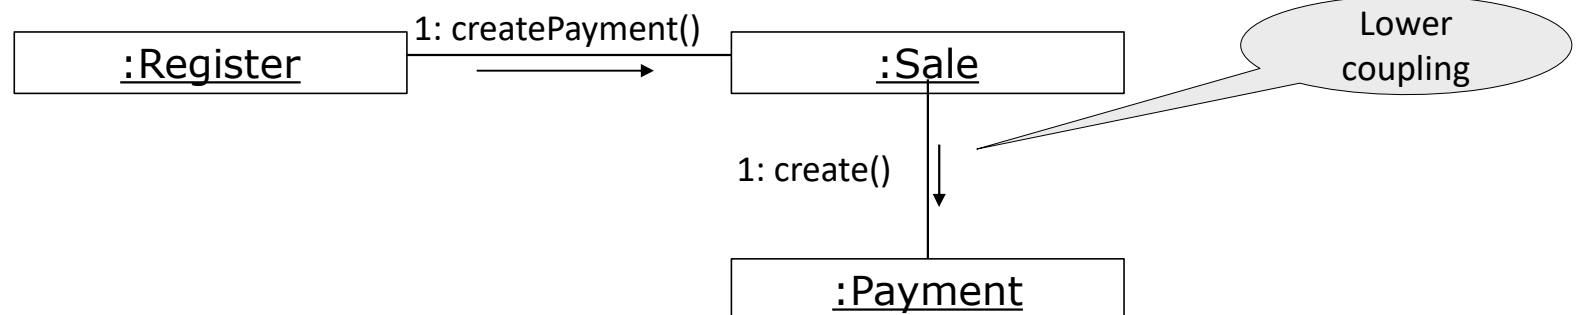 1: createPayment()
:Register
:Sale
Lower
coupling
1: create()
:Payment